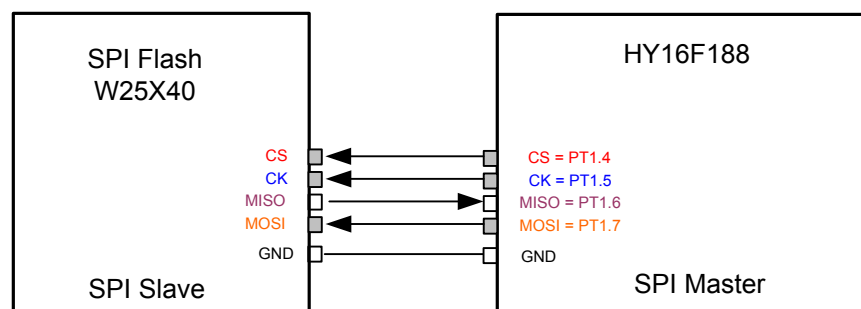 SPI Flash
W25X40
CS
CK
MISO
MOSI
GND
SPI Slave
HY16F188
CS = PT1.4
CK = PT1.5
MISO = PT1.6
MOSI = PT1.7
GND
SPI Master